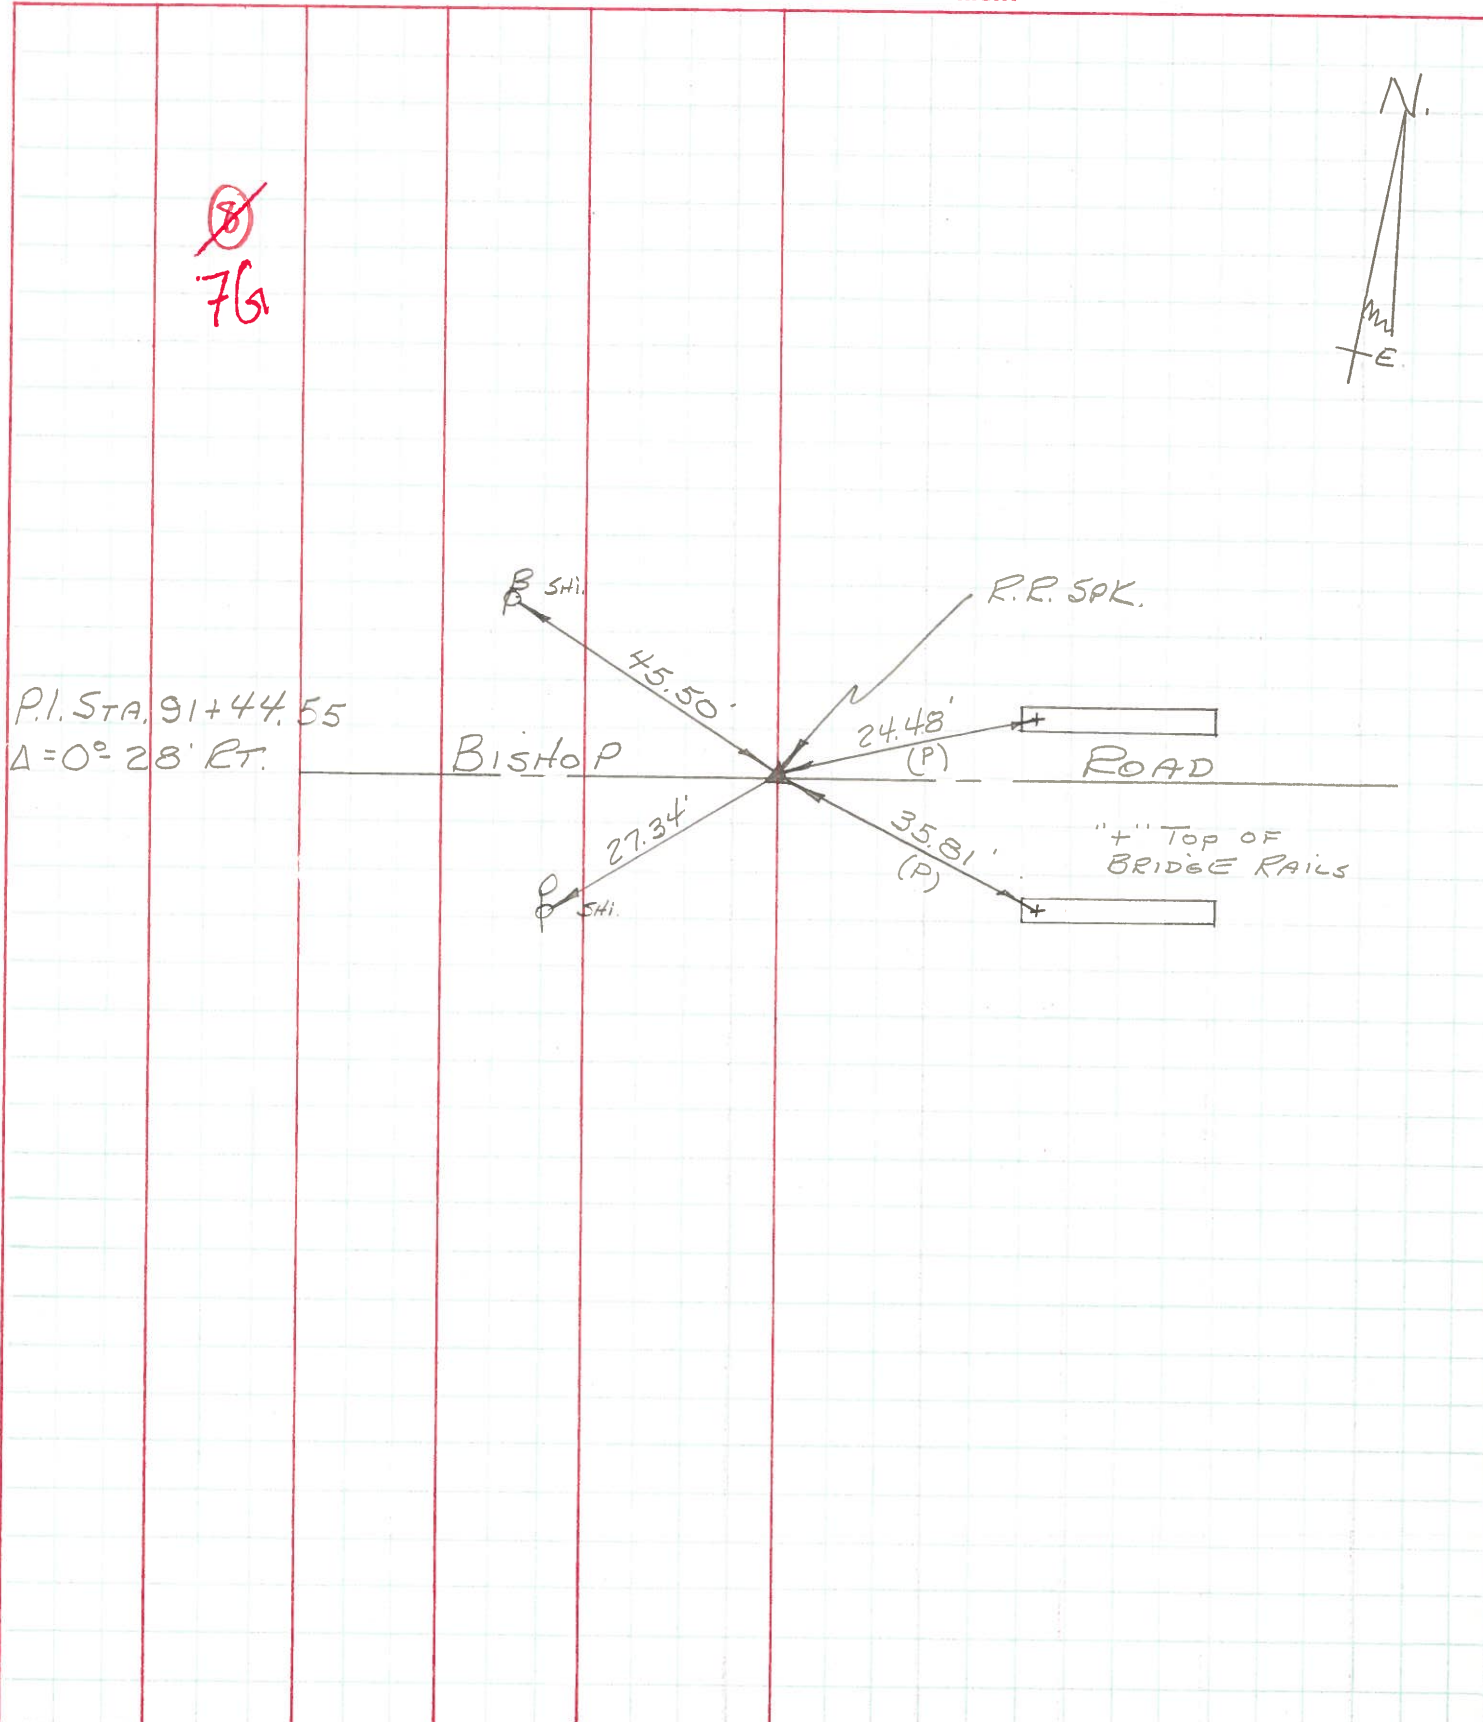 N.
8
7G
E.
SHi.
R.R. SPK.
45.50'
P.I. STA. 91+44.55
24.48'
(P)
Δ=0°-28' RT.
BISHOP
ROAD
27.34'
35.81'
(P)
"+" TOP OF
BRIDGE RAILS
SHi.